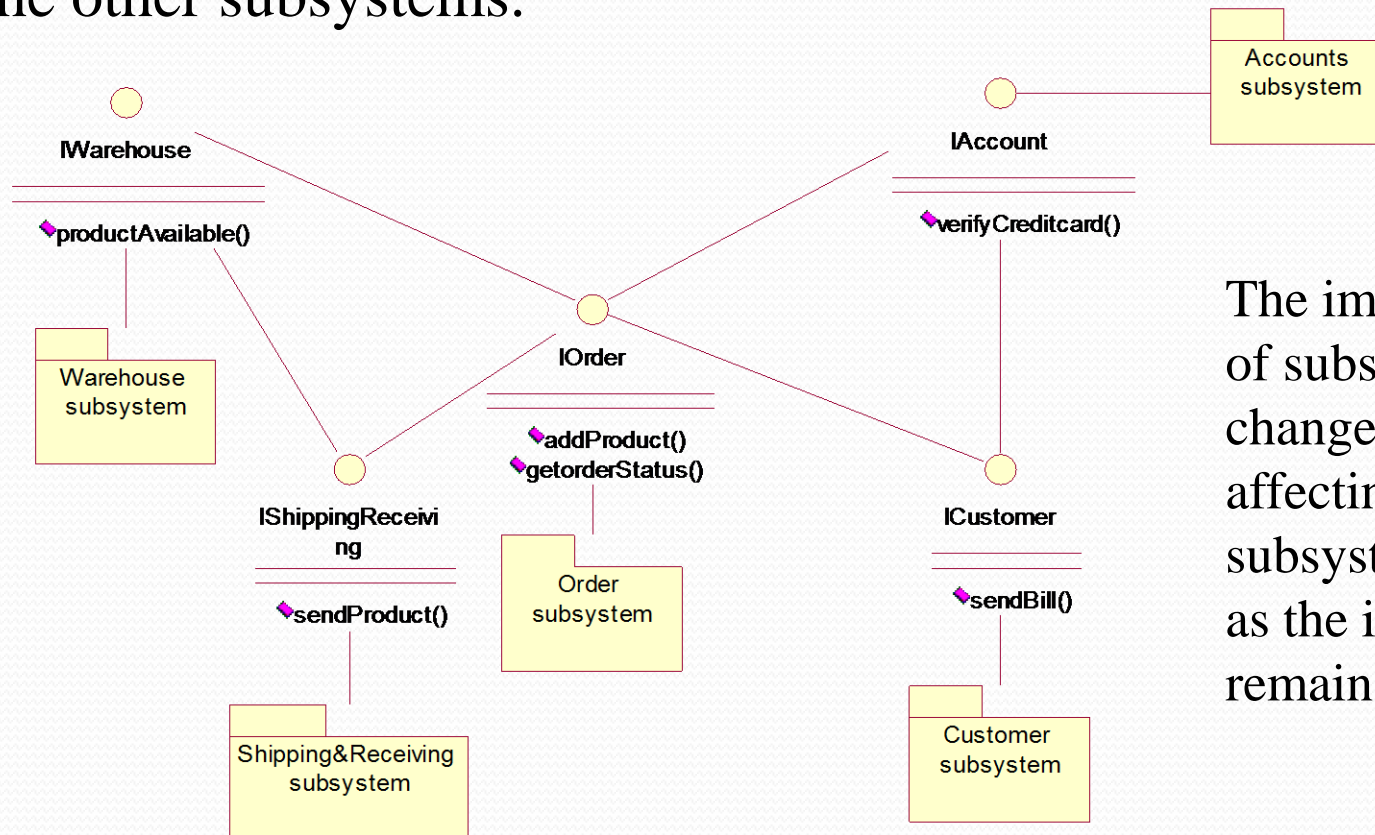 ne other subsystems.
Accounts
subsystem
IWarehouse
IAccount
productAvailable()
verifyCreditcard()
Warehouse
subsystem
IOrder
addProduct()
getorderStatus()
IShippingReceivi
ng
sendProduct()
Order
subsystem
ICustomer
sendBill()
Shipping&Receiving
subsystem
Customer
subsystem
The im
of subs
change
affectin
subsyst
as the i
remain